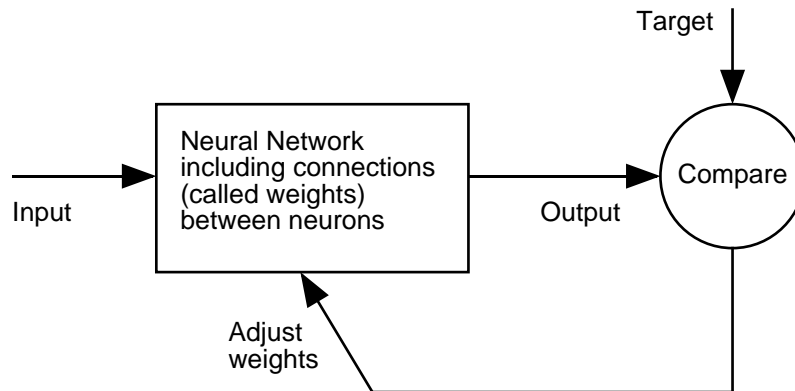 Target
Neural Network
including connections
(called weights)
between neurons
Compare
Input
Output
Adjust
weights